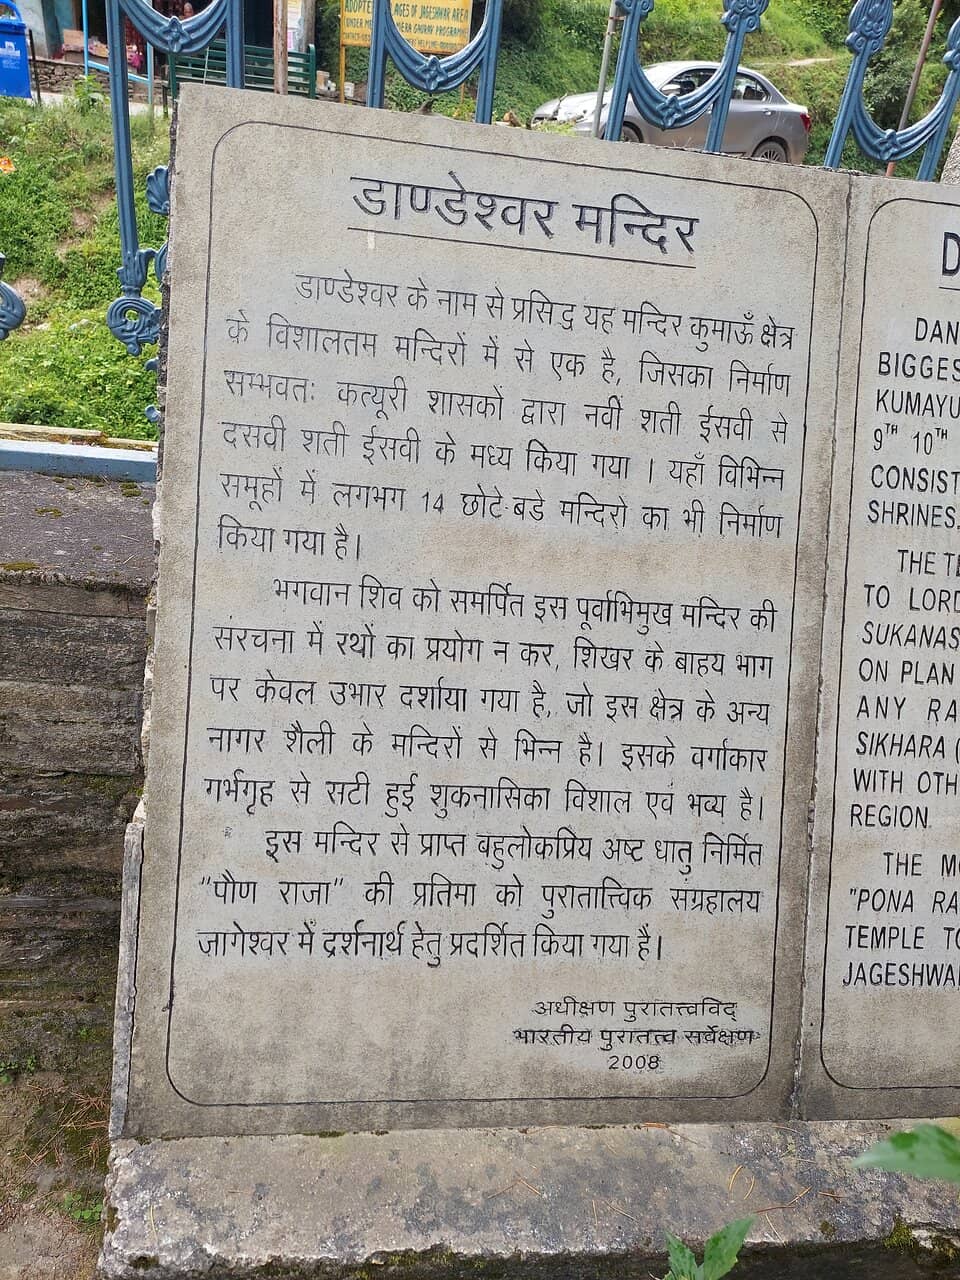 ADOPTED VILLAGES OF JAGESHWAR AREA
डाण्डेश्वर मन्दिर
डाण्डेश्वर के नाम से प्रसिद्ध यह मन्दिर कुमाऊँ क्षेत्र
के विशालतम मन्दिरों में से एक है, जिसका निर्माण
सम्भवतः कत्यूरी शासकों द्वारा नवीं शती ईसवी से
दसवी शती ईसवी के मध्य किया गया । यहाँ विभिन्न
समूहों में लगभग 14 छोटे-बडे मन्दिरो का भी निर्माण
किया गया है।
भगवान शिव को समर्पित इस पूर्वाभिमुख मन्दिर की
संरचना में रथों का प्रयोग न कर, शिखर के बाहय भाग
पर केवल उभार दर्शाया गया है, जो इस क्षेत्र के अन्य
नागर शैली के मन्दिरों से भिन्न है। इसके वर्गाकार
गर्भगृह से सटी हुई शुकनासिका विशाल एवं भव्य है।
इस मन्दिर से प्राप्त बहुलोकप्रिय अष्ट धातु निर्मित
"पौण राजा" की प्रतिमा को पुरातात्त्विक संग्रहालय
जागेश्वर में दर्शनार्थ हेतु प्रदर्शित किया गया है।
अधीक्षण पुरातत्त्वविद्
भारतीय पुरातत्व सर्वेक्षण
2008
D
DAN
BIGGES
KUMAYU
9TH 10TH
CONSIST
SHRINES,
THE TE
TO LORD
SUKANAS
ON PLAN
ANY RA
SIKHARA (
WITH OTH
REGION.
THE MO
"PONA RA
TEMPLE TO
JAGESHWA